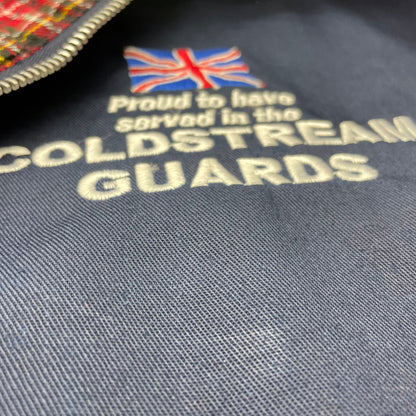 Proud to have
served in the
COLDSTREAM
GUARDS